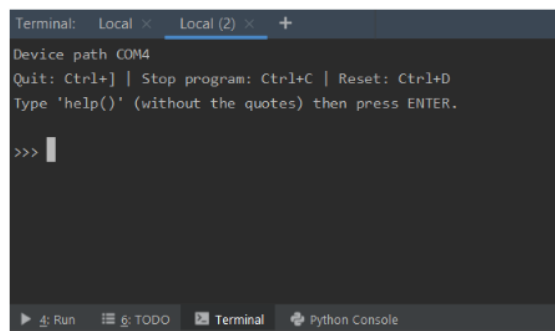 Terminal: Local × Local (2) × +
Device path COM4
Quit: Ctrl+] | Stop program: Ctrl+C | Reset: Ctrl+D
Type 'help()' (without the quotes) then press ENTER.
>>>
4: Run 6: TODO Terminal Python Console